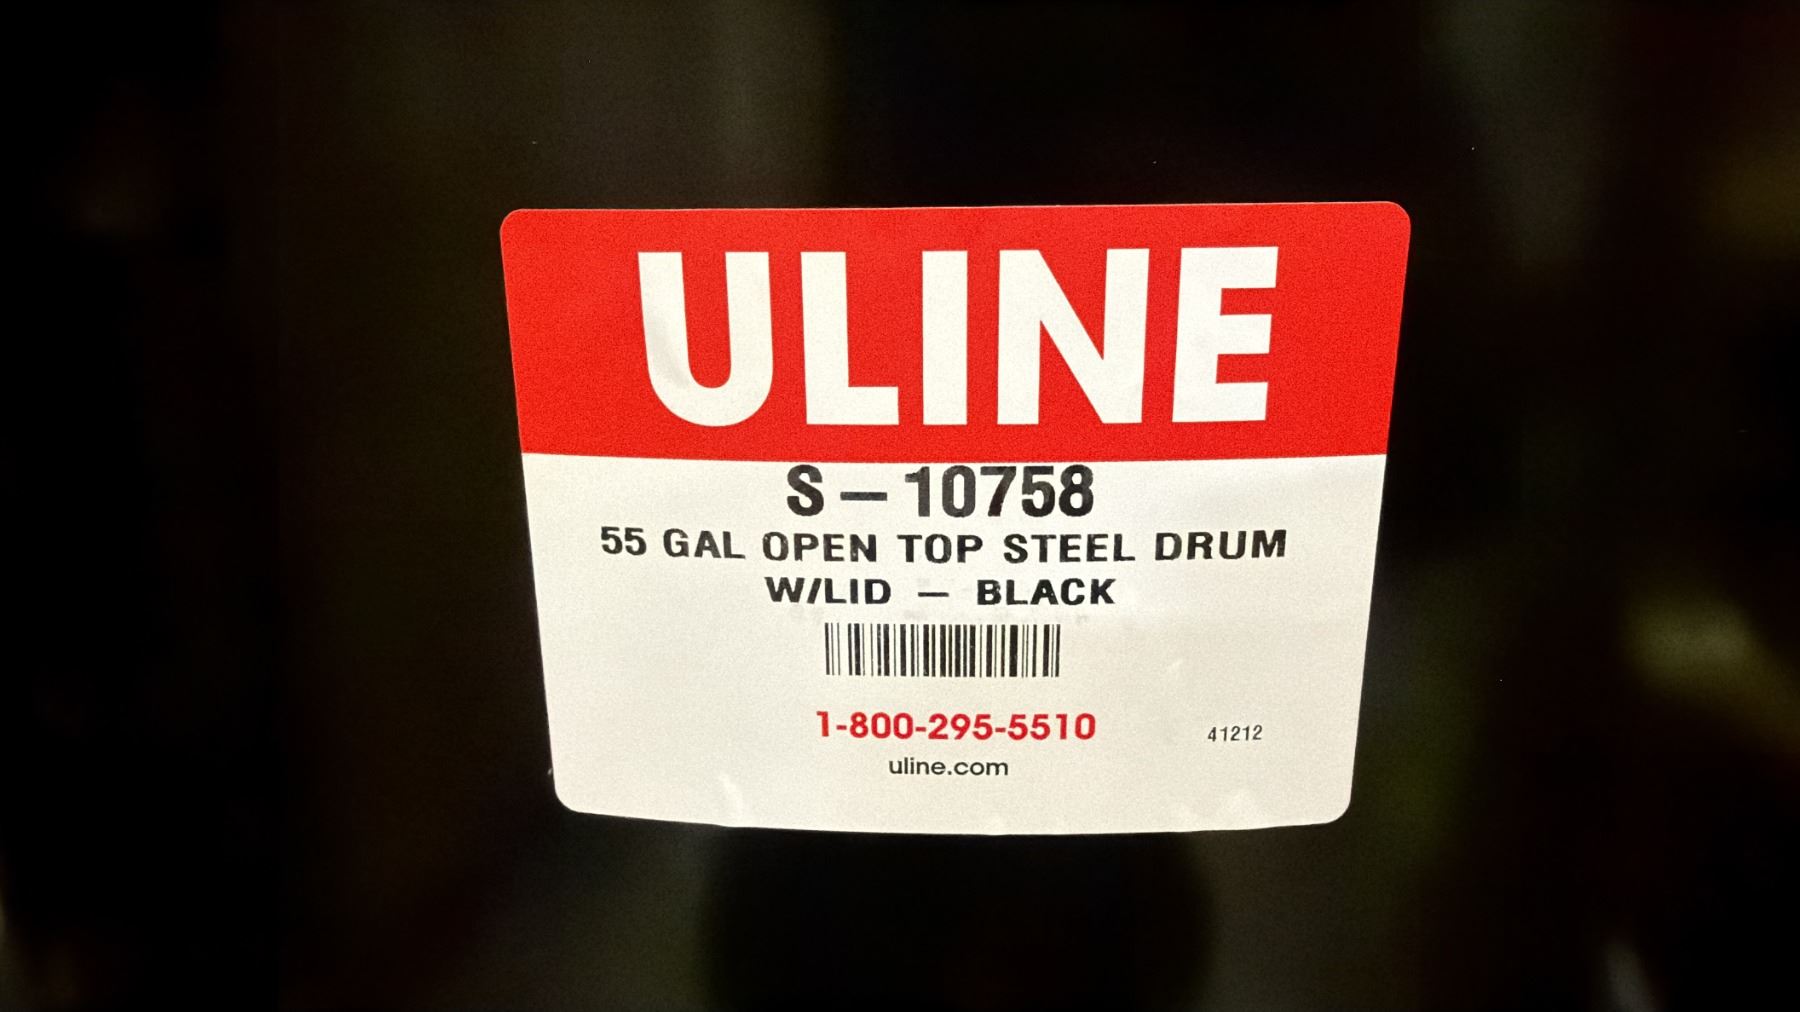 ULINE
S-10758
55 GAL OPEN TOP STEEL DRUM
W/LID - BLACK
1-800-295-5510
41212
uline.com